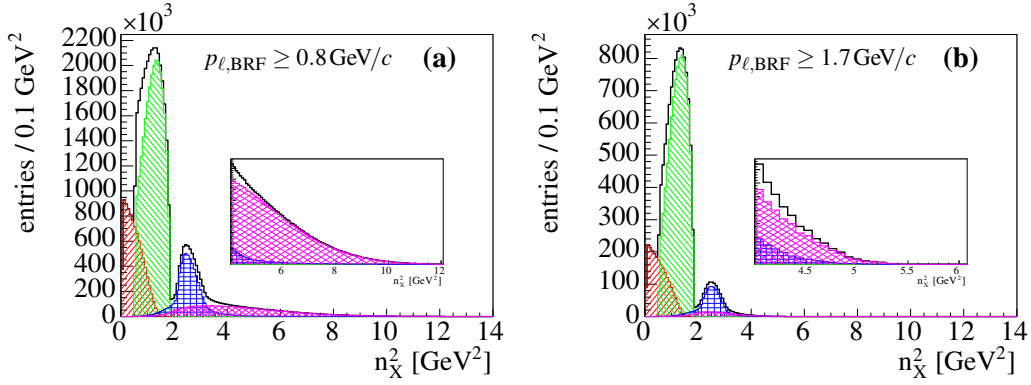 ×10³
p_ℓ,BRF ≥ 0.8 GeV/c (a)
entries / 0.1 GeV²
2200
2000
1800
1600
1400
1200
1000
800
600
400
200
0
6 8 10 12
n²_X [GeV²]
0 2 4 6 8 10 12 14
n²_X [GeV²]
×10³
p_ℓ,BRF ≥ 1.7 GeV/c (b)
entries / 0.1 GeV²
800
700
600
500
400
300
200
100
0
4.5 5 5.5 6
n²_X [GeV²]
0 2 4 6 8 10 12 14
n²_X [GeV²]